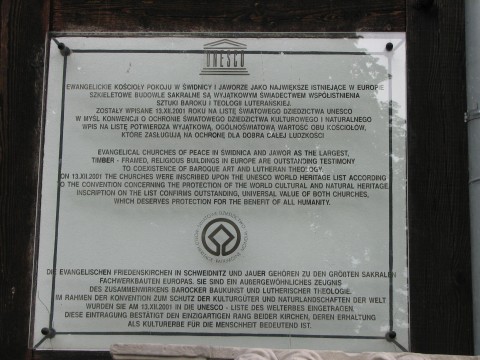 UNESCO
EWANGELICKIE KOŚCIOŁY POKOJU W ŚWIDNICY I JAWORZE JAKO NAJWIĘKSZE ISTNIEJĄCE W EUROPIE
SZKIELETOWE BUDOWLE SAKRALNE SĄ WYJĄTKOWYM ŚWIADECTWEM WSPÓŁISTNIENIA
SZTUKI BAROKU I TEOLOGII LUTERAŃSKIEJ.
ZOSTAŁY WPISANE 13.XII.2001 ROKU NA LISTĘ ŚWIATOWEGO DZIEDZICTWA UNESCO
W MYŚL KONWENCJI O OCHRONIE ŚWIATOWEGO DZIEDZICTWA KULTUROWEGO I NATURALNEGO
WPIS NA LISTĘ POTWIERDZA WYJĄTKOWĄ, OGÓLNOŚWIATOWĄ WARTOŚĆ OBU KOŚCIOŁÓW,
KTÓRE ZASŁUGUJĄ NA OCHRONĘ DLA DOBRA CAŁEJ LUDZKOŚCI
EVANGELICAL CHURCHES OF PEACE IN ŚWIDNICA AND JAWOR AS THE LARGEST,
TIMBER - FRAMED, RELIGIOUS BUILDINGS IN EUROPE ARE OUTSTANDING TESTIMONY
TO COEXISTENCE OF BAROQUE ART AND LUTHERAN THEOLOGY.
ON 13.XII.2001 THE CHURCHES WERE INSCRIBED UPON THE UNESCO WORLD HERITAGE LIST ACCORDING
TO THE CONVENTION CONCERNING THE PROTECTION OF THE WORLD CULTURAL AND NATURAL HERITAGE.
INSCRIPTION ON THE LIST CONFIRMS OUTSTANDING, UNIVERSAL VALUE OF BOTH CHURCHES,
WHICH DESERVES PROTECTION FOR THE BENEFIT OF ALL HUMANITY.
DIE EVANGELISCHEN FRIEDENSKIRCHEN IN SCHWEIDNITZ UND JAUER GEHÖREN ZU DEN GRÖßTEN SAKRALEN
FACHWERKBAUTEN EUROPAS. SIE SIND EIN AUßERGEWÖHNLICHES ZEUGNIS
DES ZUSAMMENWIRKENS BAROCKER BAUKUNST UND LUTHERISCHER THEOLOGIE.
IM RAHMEN DER KONVENTION ZUM SCHUTZ DER KULTURGÜTER UND NATURLANDSCHAFTEN DER WELT
WURDEN SIE AM 13.XII.2001 IN DIE UNESCO - LISTE DES WELTERBES EINGETRAGEN,
DIESE EINTRAGUNG BESTÄTIGT DEN EINZIGARTIGEN RANG BEIDER KIRCHEN, DEREN ERHALTUNG
ALS KULTURERBE FÜR DIE MENSCHHEIT BEDEUTEND IST.